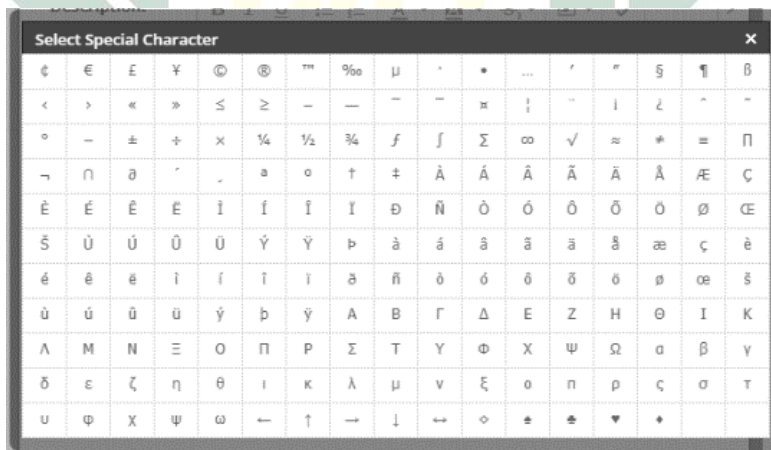 Select Special Character ×
¢ € £ ¥ © ® ™ ‰ µ · • … ′ ″ § ¶ ß
‹ › « » ≤ ≥ – — ¯ ‾ ¤ ¦ ¨ ¡ ¿ ˆ ˜
° − ± ÷ × ¼ ½ ¾ ƒ ∫ ∑ ∞ √ ≈ ≠ ≡ ∏
¬ ∩ ∂ ´ ¸ ª º † ‡ À Á Â Ã Ä Å Æ Ç
È É Ê Ë Ì Í Î Ï Ð Ñ Ò Ó Ô Õ Ö Ø Œ
Š Ù Ú Û Ü Ý Ÿ Þ à á â ã ä å æ ç è
é ê ë ì í î ï ð ñ ò ó ô õ ö ø œ š
ù ú û ü ý þ ÿ Α Β Γ Δ Ε Ζ Η Θ Ι Κ
Λ Μ Ν Ξ Ο Π Ρ Σ Τ Υ Φ Χ Ψ Ω α β γ
δ ε ζ η θ ι κ λ μ ν ξ ο π ρ ς σ τ
υ φ χ ψ ω ← ↑ → ↓ ↔ ◊ ♠ ♣ ♥ ♦